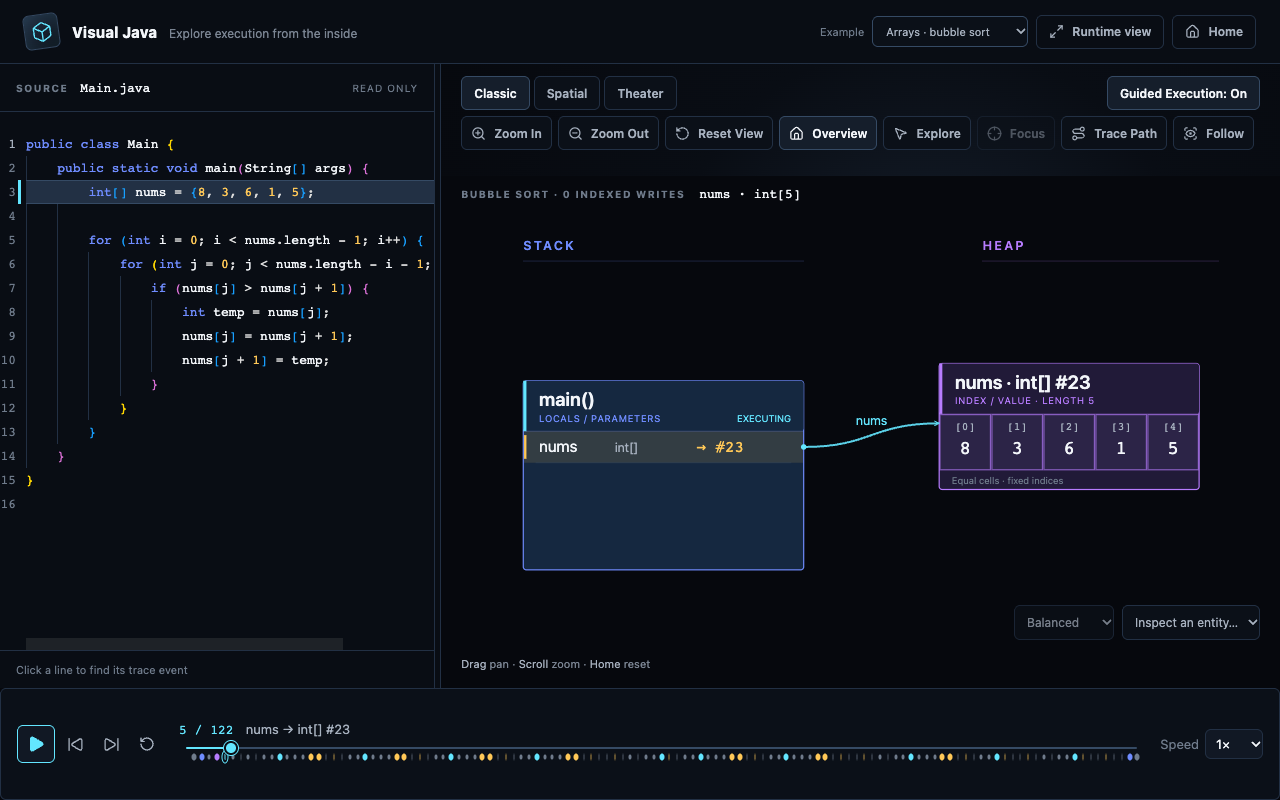 Visual Java Explore execution from the inside Example Arrays · bubble sort Runtime view Home
SOURCE Main.java READ ONLY
Classic Spatial Theater Guided Execution: On
Zoom In Zoom Out Reset View Overview Explore Focus Trace Path Follow
1 public class Main {
2 public static void main(String[] args) {
3 int[] nums = {8, 3, 6, 1, 5};
4
5 for (int i = 0; i < nums.length - 1; i++) {
6 for (int j = 0; j < nums.length - i - 1;
7 if (nums[j] > nums[j + 1]) {
8 int temp = nums[j];
9 nums[j] = nums[j + 1];
10 nums[j + 1] = temp;
11 }
12 }
13 }
14 }
15 }
16
Click a line to find its trace event
BUBBLE SORT · 0 INDEXED WRITES nums · int[5]
STACK
HEAP
main()
LOCALS / PARAMETERS EXECUTING
nums int[] → #23
nums
nums · int[] #23
INDEX / VALUE · LENGTH 5
[0] [1] [2] [3] [4]
8 3 6 1 5
Equal cells · fixed indices
Balanced Inspect an entity...
Drag pan · Scroll zoom · Home reset
5 / 122 nums → int[] #23
Speed 1×